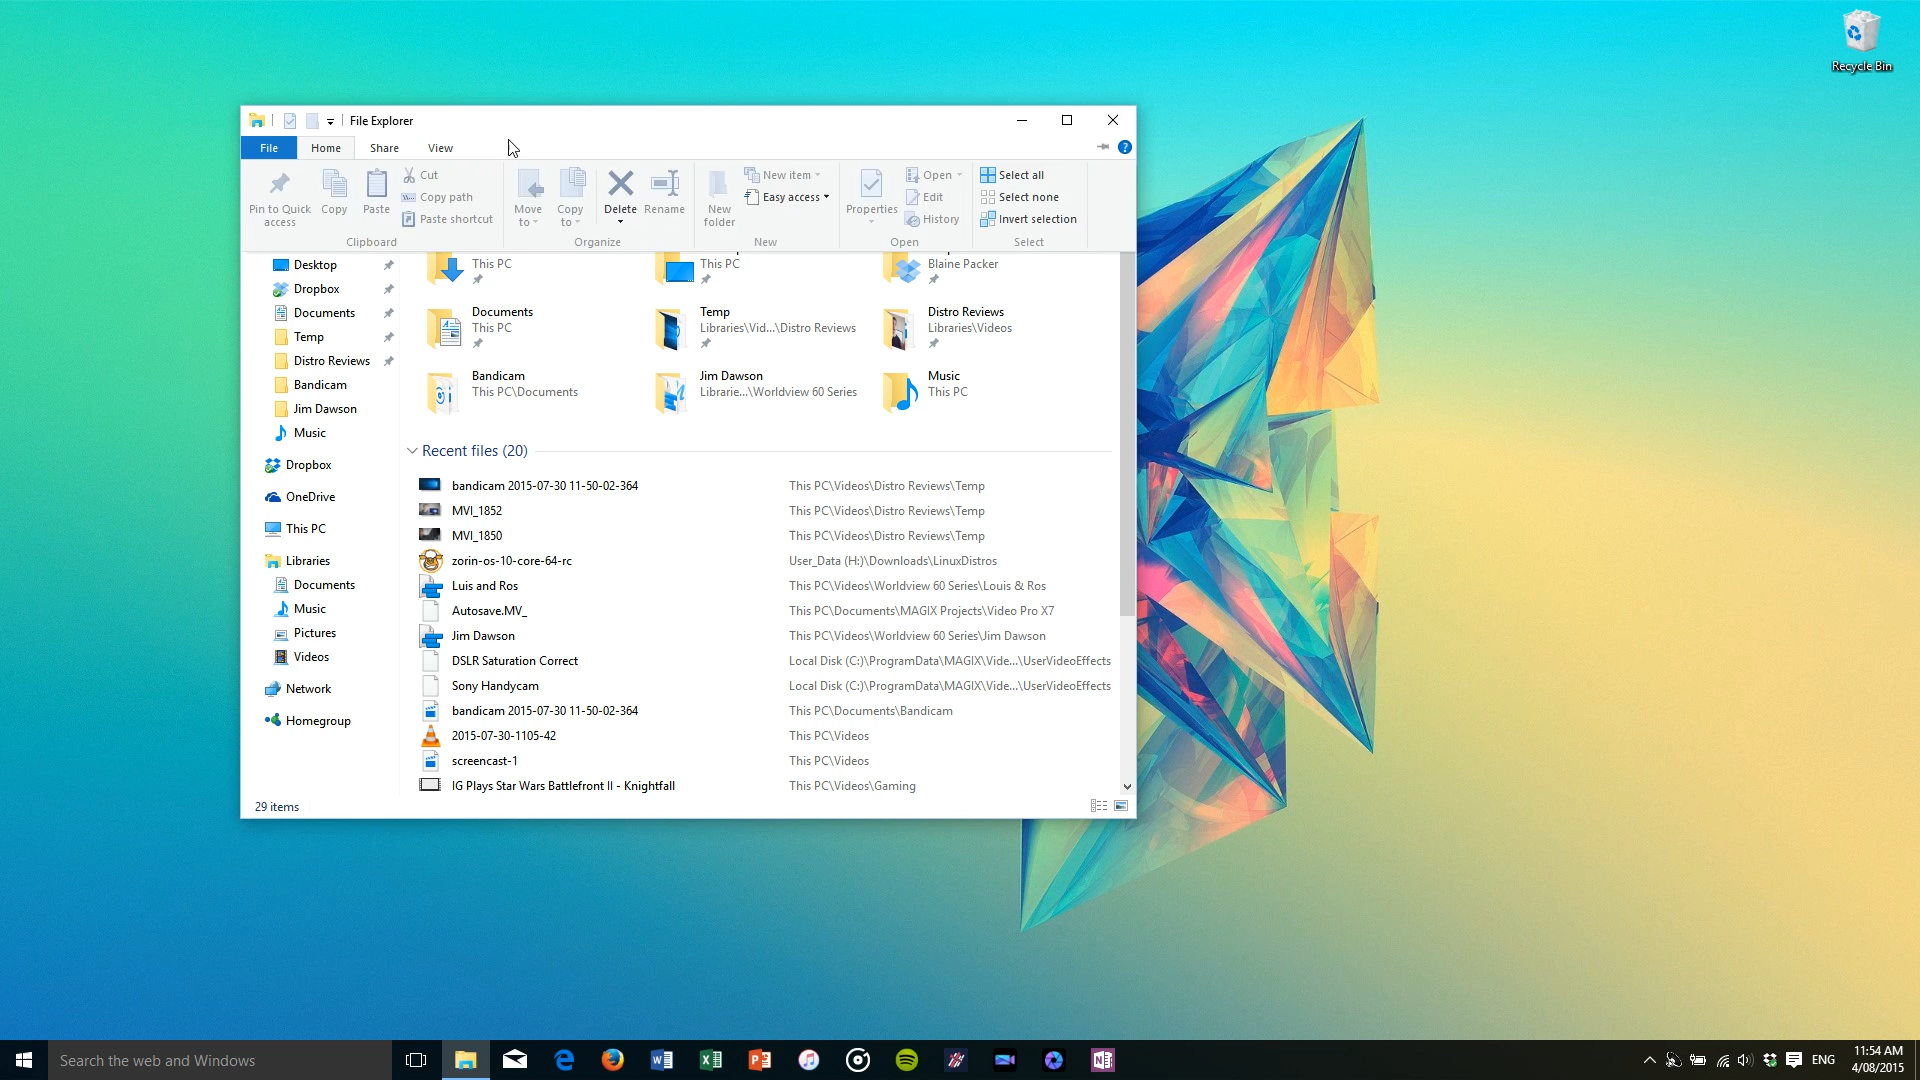 Recycle Bin
File Explorer
File Home Share View
Pin to Quick access
Copy
Paste
Cut
Copy path
Paste shortcut
Clipboard
Move to
Copy to
Delete
Rename
Organize
New folder
New item
Easy access
New
Properties
Open
Edit
History
Open
Select all
Select none
Invert selection
Select
Desktop
Dropbox
Documents
Temp
Distro Reviews
Bandicam
Jim Dawson
Music
Dropbox
OneDrive
This PC
Libraries
Documents
Music
Pictures
Videos
Network
Homegroup
This PC
This PC
Blaine Packer
Documents
This PC
Temp
Libraries\Vid...\Distro Reviews
Distro Reviews
Libraries\Videos
Bandicam
This PC\Documents
Jim Dawson
Librarie...\Worldview 60 Series
Music
This PC
Recent files (20)
bandicam 2015-07-30 11-50-02-364 This PC\Videos\Distro Reviews\Temp
MVI_1852 This PC\Videos\Distro Reviews\Temp
MVI_1850 This PC\Videos\Distro Reviews\Temp
zorin-os-10-core-64-rc User_Data (H:)\Downloads\LinuxDistros
Luis and Ros This PC\Videos\Worldview 60 Series\Louis & Ros
Autosave.MV_ This PC\Documents\MAGIX Projects\Video Pro X7
Jim Dawson This PC\Videos\Worldview 60 Series\Jim Dawson
DSLR Saturation Correct Local Disk (C:)\ProgramData\MAGIX\Vide...\UserVideoEffects
Sony Handycam Local Disk (C:)\ProgramData\MAGIX\Vide...\UserVideoEffects
bandicam 2015-07-30 11-50-02-364 This PC\Documents\Bandicam
2015-07-30-1105-42 This PC\Videos
screencast-1 This PC\Videos
IG Plays Star Wars Battlefront II - Knightfall This PC\Videos\Gaming
29 items
Search the web and Windows
ENG
11:54 AM
4/08/2015